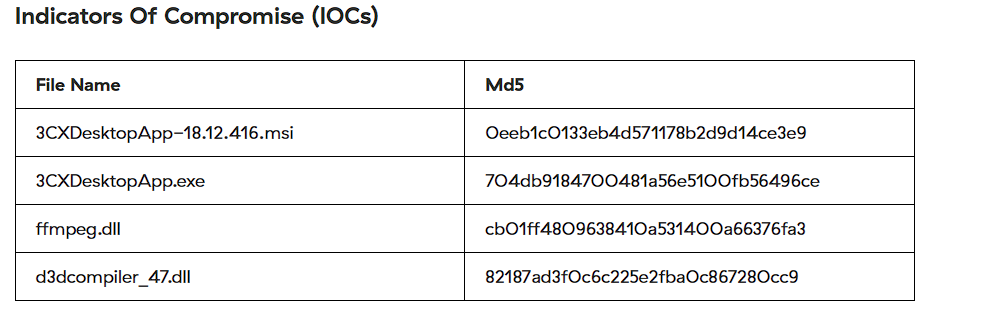 Indicators Of Compromise (IOCs)
File Name Md5
3CXDesktopApp-18.12.416.msi 0eeb1c0133eb4d571178b2d9d14ce3e9
3CXDesktopApp.exe 704db9184700481a56e5100fb56496ce
ffmpeg.dll cb01ff4809638410a531400a66376fa3
d3dcompiler_47.dll 82187ad3f0c6c225e2fba0c867280cc9